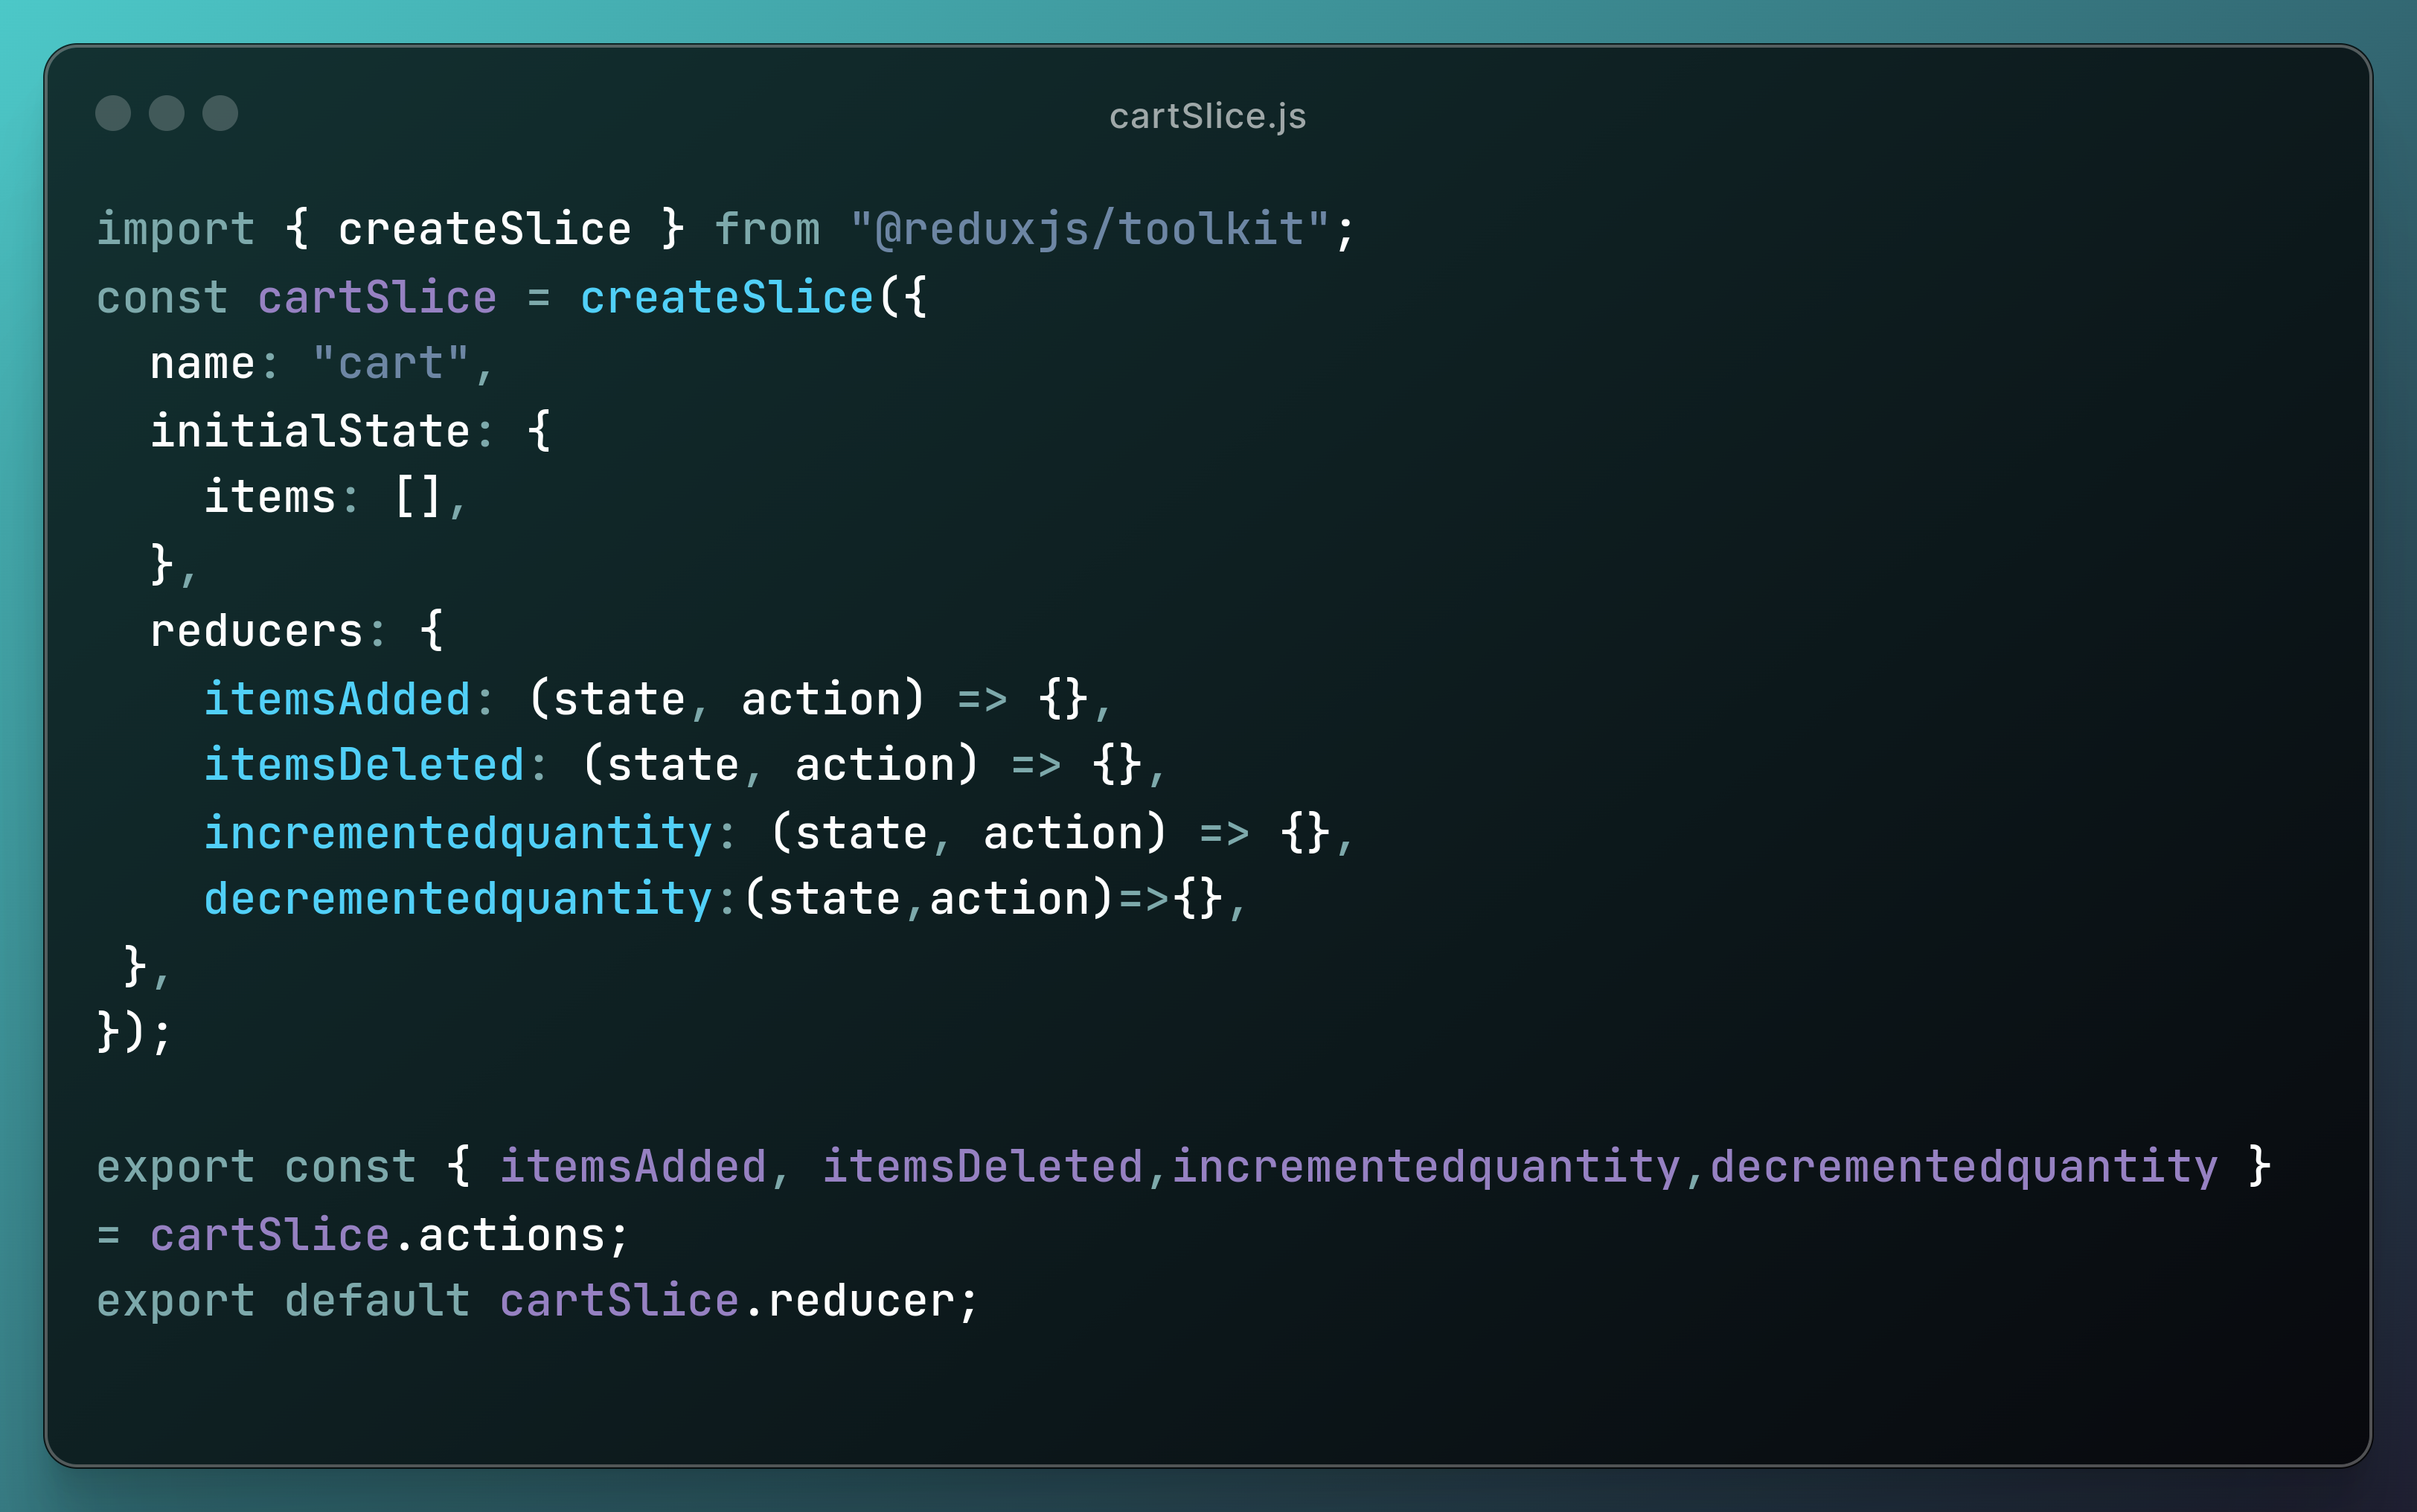 cartSlice.js
import { createSlice } from "@reduxjs/toolkit";
const cartSlice = createSlice({
  name: "cart",
  initialState: {
    items: [],
  },
  reducers: {
    itemsAdded: (state, action) => {},
    itemsDeleted: (state, action) => {},
    incrementedquantity: (state, action) => {},
    decrementedquantity:(state,action)=>{},
 },
});

export const { itemsAdded, itemsDeleted,incrementedquantity,decrementedquantity }
= cartSlice.actions;
export default cartSlice.reducer;